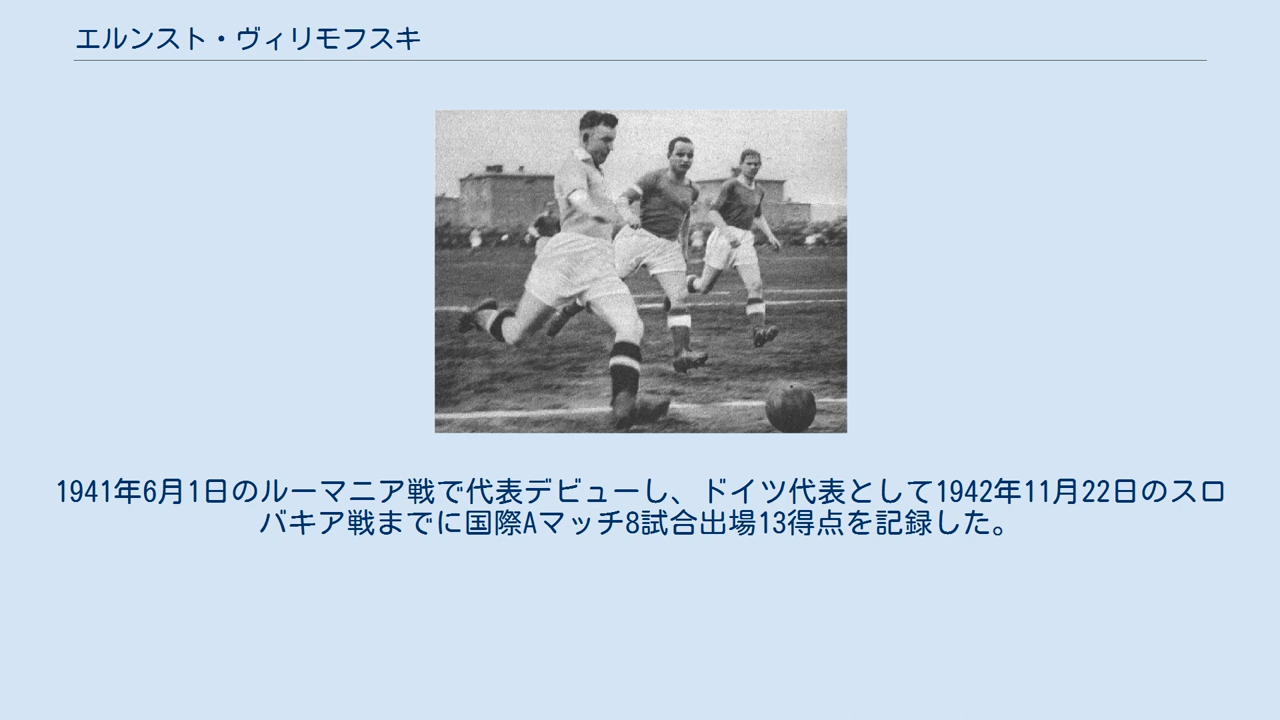 エルンスト・ヴィリモフスキ
1941年6月1日のルーマニア戦で代表デビューし、ドイツ代表として1942年11月22日のスロ
バキア戦までに国際Aマッチ8試合出場13得点を記録した。